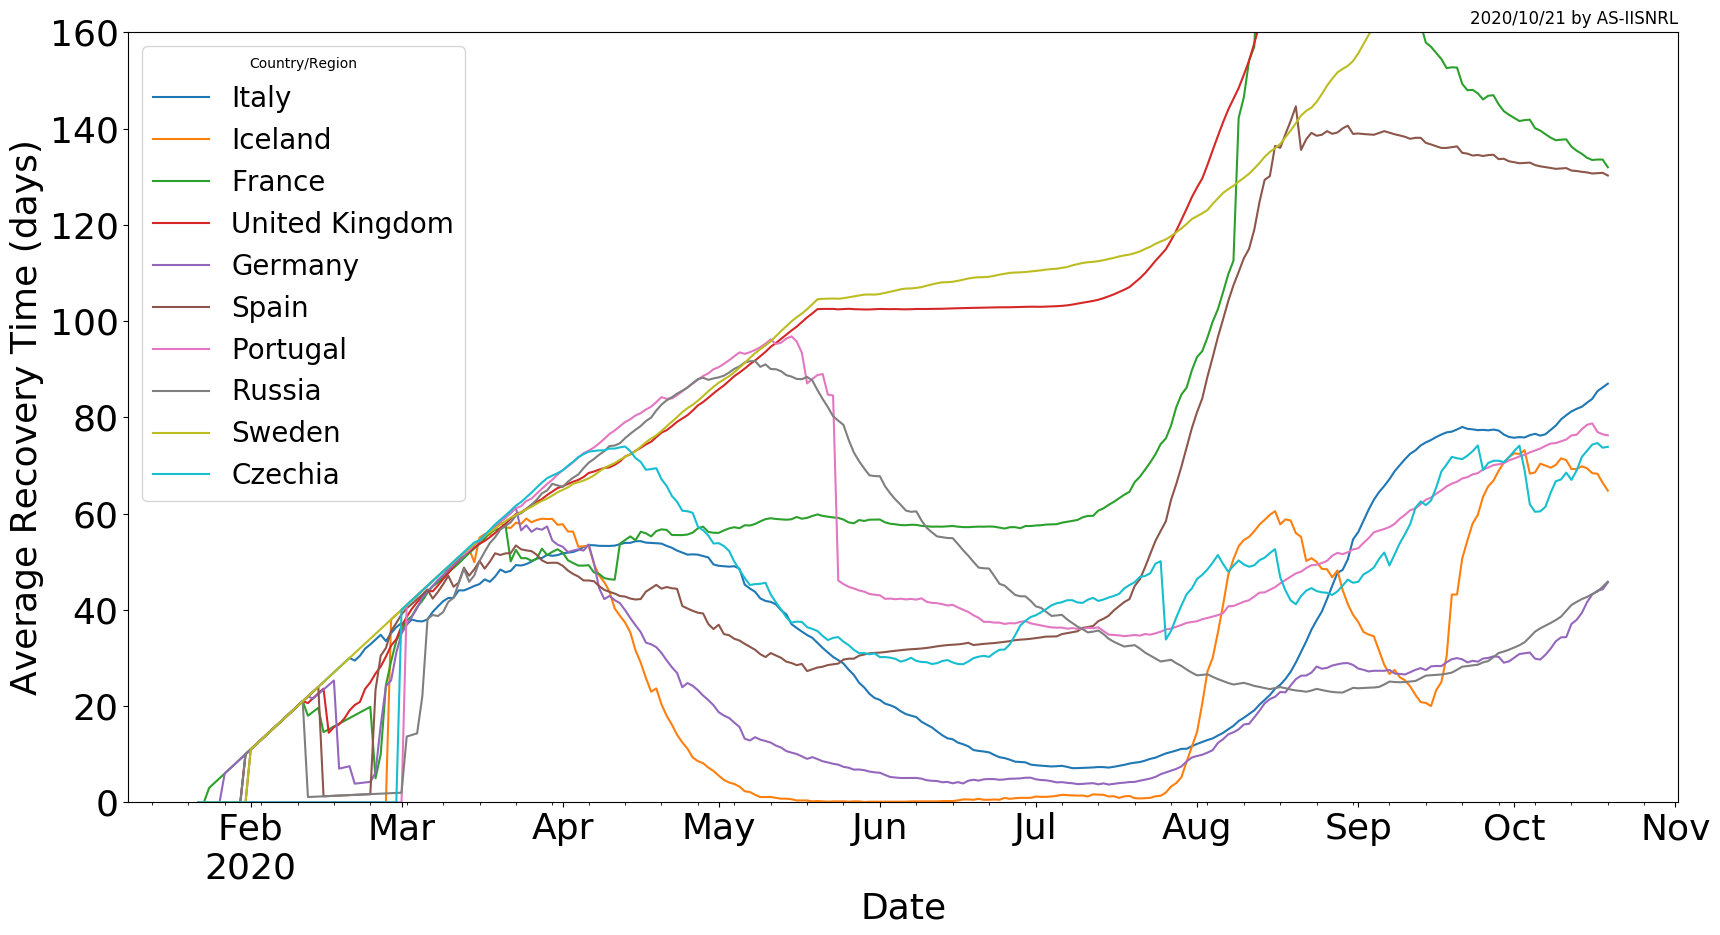 2020/10/21 by AS-IISNRL
Average Recovery Time (days)
160
140
120
100
80
60
40
20
0
Country/Region
Italy
Iceland
France
United Kingdom
Germany
Spain
Portugal
Russia
Sweden
Czechia
Feb Mar Apr May Jun Jul Aug Sep Oct Nov
2020
Date